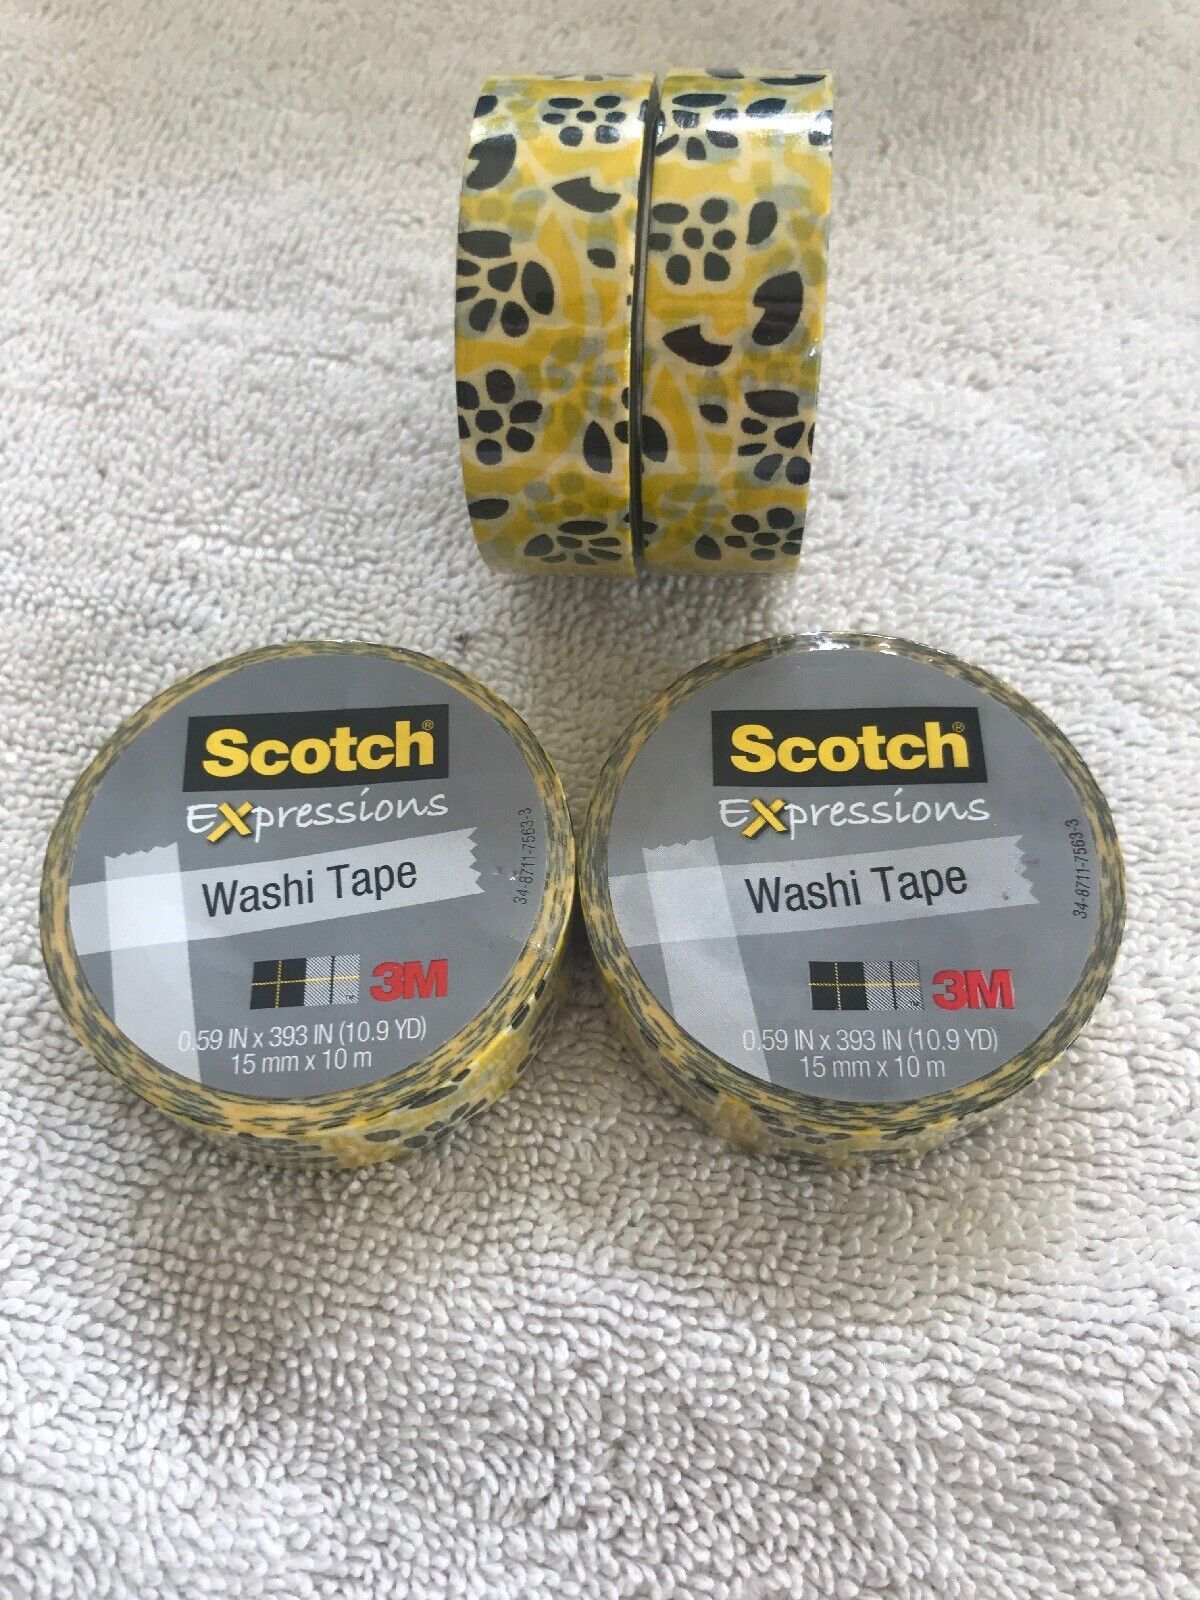 Scotch®
EXpressions
Washi Tape
34-8711-7563-3
3M
0.59 IN x 393 IN (10.9 YD)
15 mm x 10 m
Scotch®
EXpressions
Washi Tape
34-8711-7563-3
3M
0.59 IN x 393 IN (10.9 YD)
15 mm x 10 m